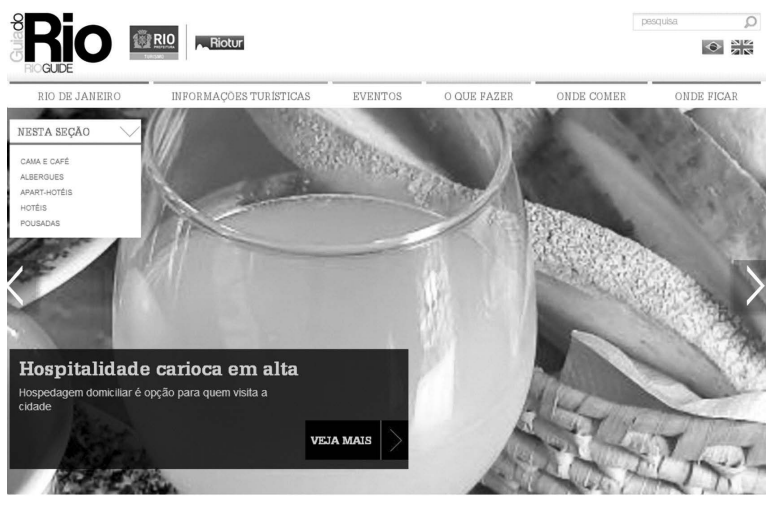 Guia do
Rio
RIOGUIDE
RIO
PREFEITURA
TURISMO
Riotur
pesquisa
RIO DE JANEIRO
INFORMAÇÕES TURÍSTICAS
EVENTOS
O QUE FAZER
ONDE COMER
ONDE FICAR
NESTA SEÇÃO
CAMA E CAFÉ
ALBERGUES
APART-HOTÉIS
HOTÉIS
POUSADAS
Hospitalidade carioca em alta
Hospedagem domiciliar é opção para quem visita a
cidade
VEJA MAIS